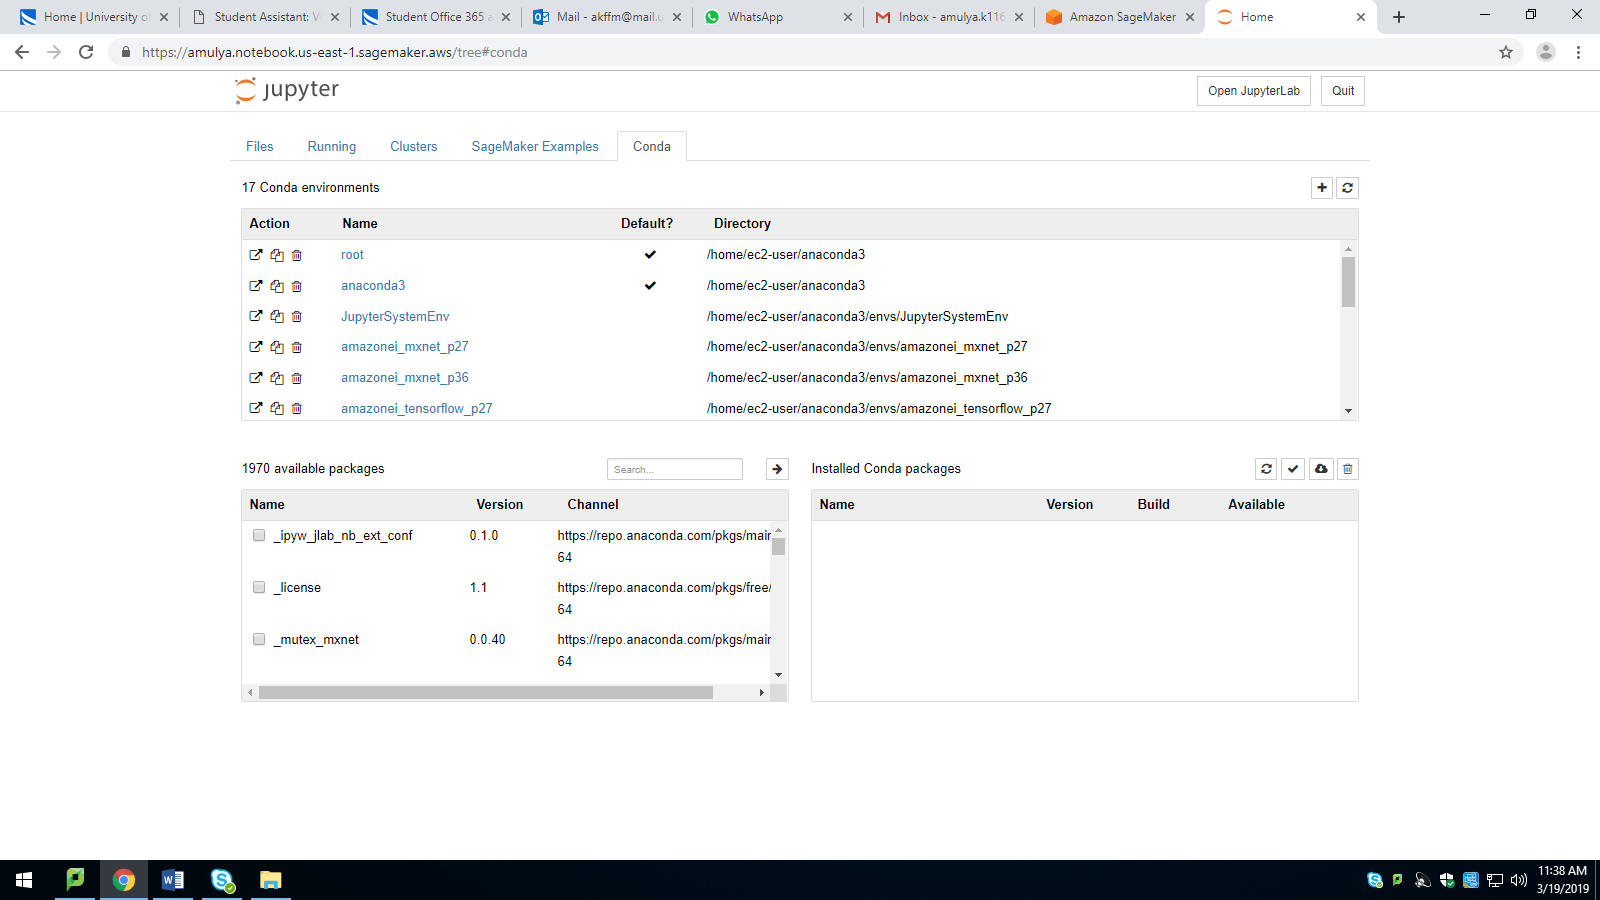 Home | University of
Student Assistant: V
Student Office 365 a
Mail - akffm@mail.u
WhatsApp
Inbox - amulya.k116
Amazon SageMaker
Home
https://amulya.notebook.us-east-1.sagemaker.aws/tree#conda
jupyter
Open JupyterLab
Quit
Files
Running
Clusters
SageMaker Examples
Conda
17 Conda environments
Action Name Default? Directory
root /home/ec2-user/anaconda3
anaconda3 /home/ec2-user/anaconda3
JupyterSystemEnv /home/ec2-user/anaconda3/envs/JupyterSystemEnv
amazonei_mxnet_p27 /home/ec2-user/anaconda3/envs/amazonei_mxnet_p27
amazonei_mxnet_p36 /home/ec2-user/anaconda3/envs/amazonei_mxnet_p36
amazonei_tensorflow_p27 /home/ec2-user/anaconda3/envs/amazonei_tensorflow_p27
1970 available packages
Search...
Name Version Channel
_ipyw_jlab_nb_ext_conf 0.1.0 https://repo.anaconda.com/pkgs/mair
64
_license 1.1 https://repo.anaconda.com/pkgs/free/
64
_mutex_mxnet 0.0.40 https://repo.anaconda.com/pkgs/mair
64
Installed Conda packages
Name Version Build Available
11:38 AM
3/19/2019